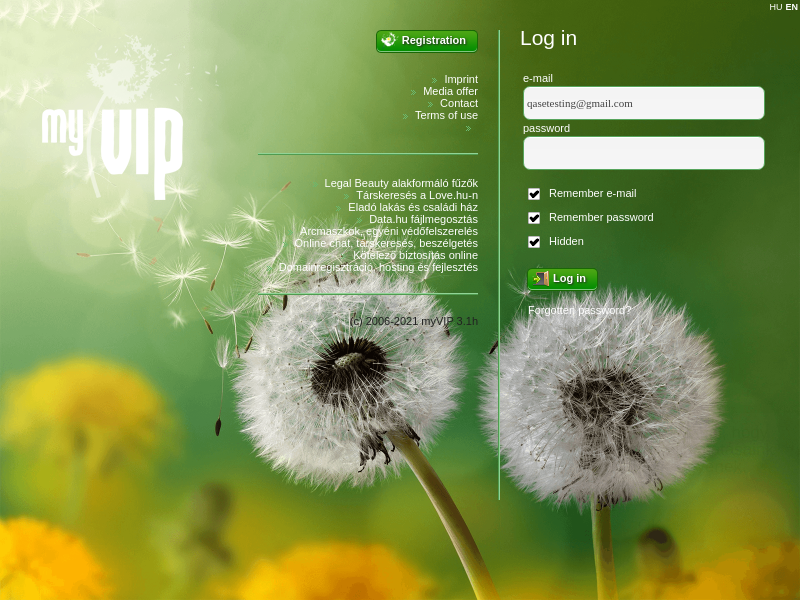 HU EN
my VIP
Registration
Imprint
Media offer
Contact
Terms of use
Legal Beauty alakformáló fűzők
Társkeresés a Love.hu-n
Eladó lakás és családi ház
Data.hu fájlmegosztás
Arcmaszkok, egyéni védőfelszerelés
Online chat, társkeresés, beszélgetés
Kötelező biztosítás online
Domainregisztráció, hosting és fejlesztés
(c) 2006-2021 myVIP 3.1h
Log in
e-mail
qasetesting@gmail.com
password
Remember e-mail
Remember password
Hidden
Log in
Forgotten password?